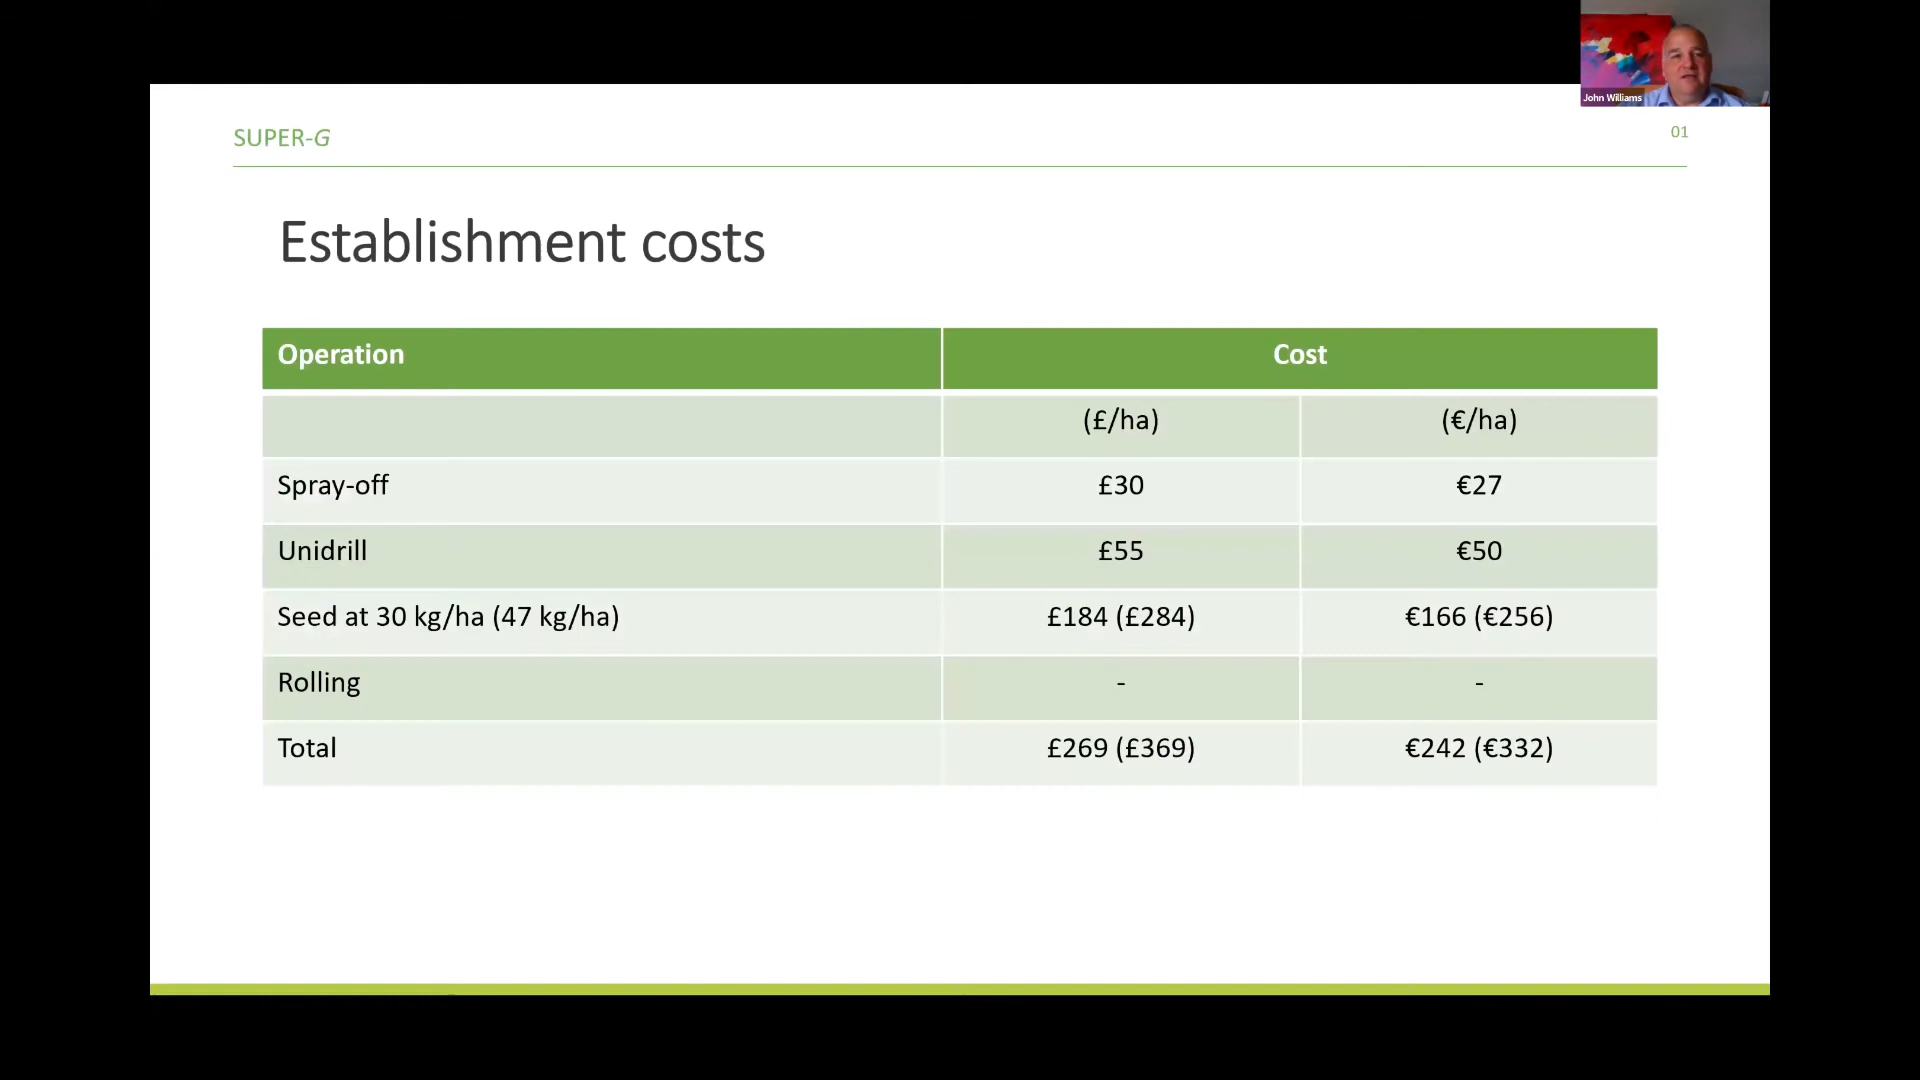 John Williams
SUPER-G
01
Establishment costs
Operation Cost
(£/ha) (€/ha)
Spray-off £30 €27
Unidrill £55 €50
Seed at 30 kg/ha (47 kg/ha) £184 (£284) €166 (€256)
Rolling - -
Total £269 (£369) €242 (€332)